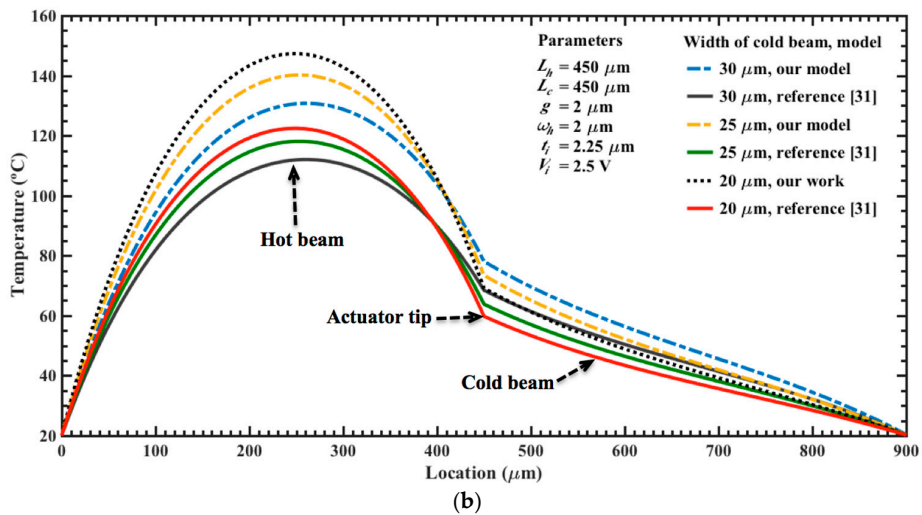 160
140
120
100
80
60
40
20
Temperature (°C)
Parameters
L_h = 450 μm
L_c = 450 μm
g = 2 μm
ω_h = 2 μm
t_i = 2.25 μm
V_i = 2.5 V
Width of cold beam, model
30 μm, our model
30 μm, reference [31]
25 μm, our model
25 μm, reference [31]
20 μm, our work
20 μm, reference [31]
Hot beam
Actuator tip
Cold beam
0 100 200 300 400 500 600 700 800 900
Location (μm)
(b)